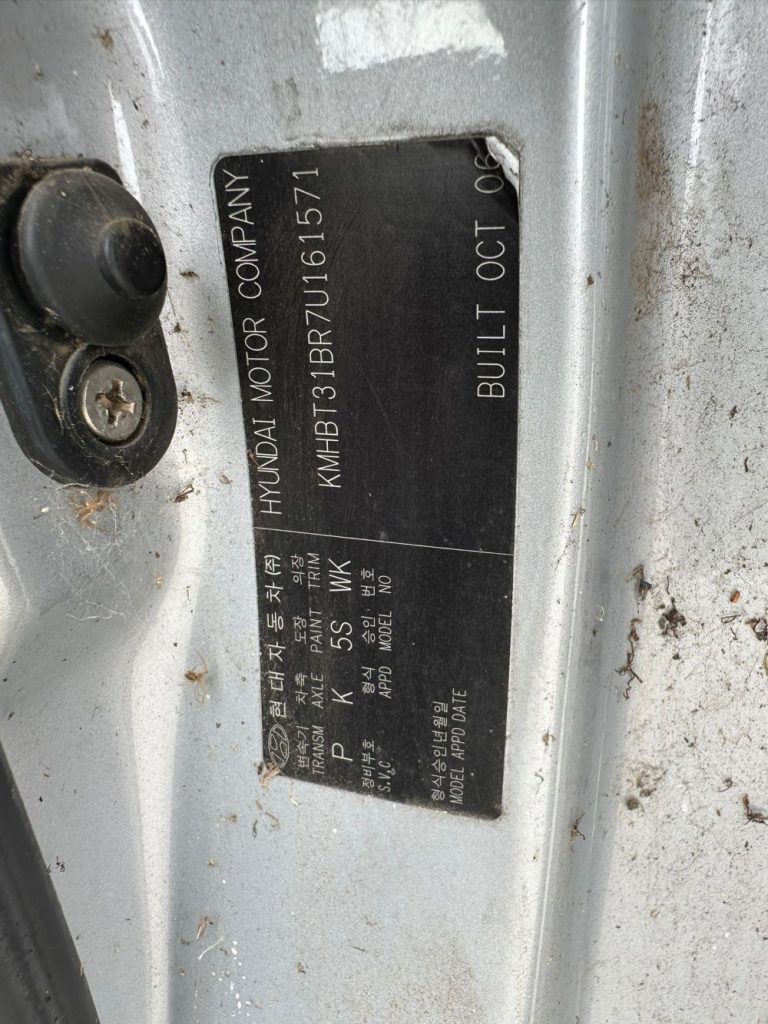 현대자동차(주) HYUNDAI MOTOR COMPANY
변속기 차축 도장 의장
TRANSM AXLE PAINT TRIM KMHBT31BR7U161571
P K 5S WK
정비부호 형식 승인 번호
S.V.C APPD MODEL NO
형식승인년월일
MODEL APPD DATE BUILT OCT 06